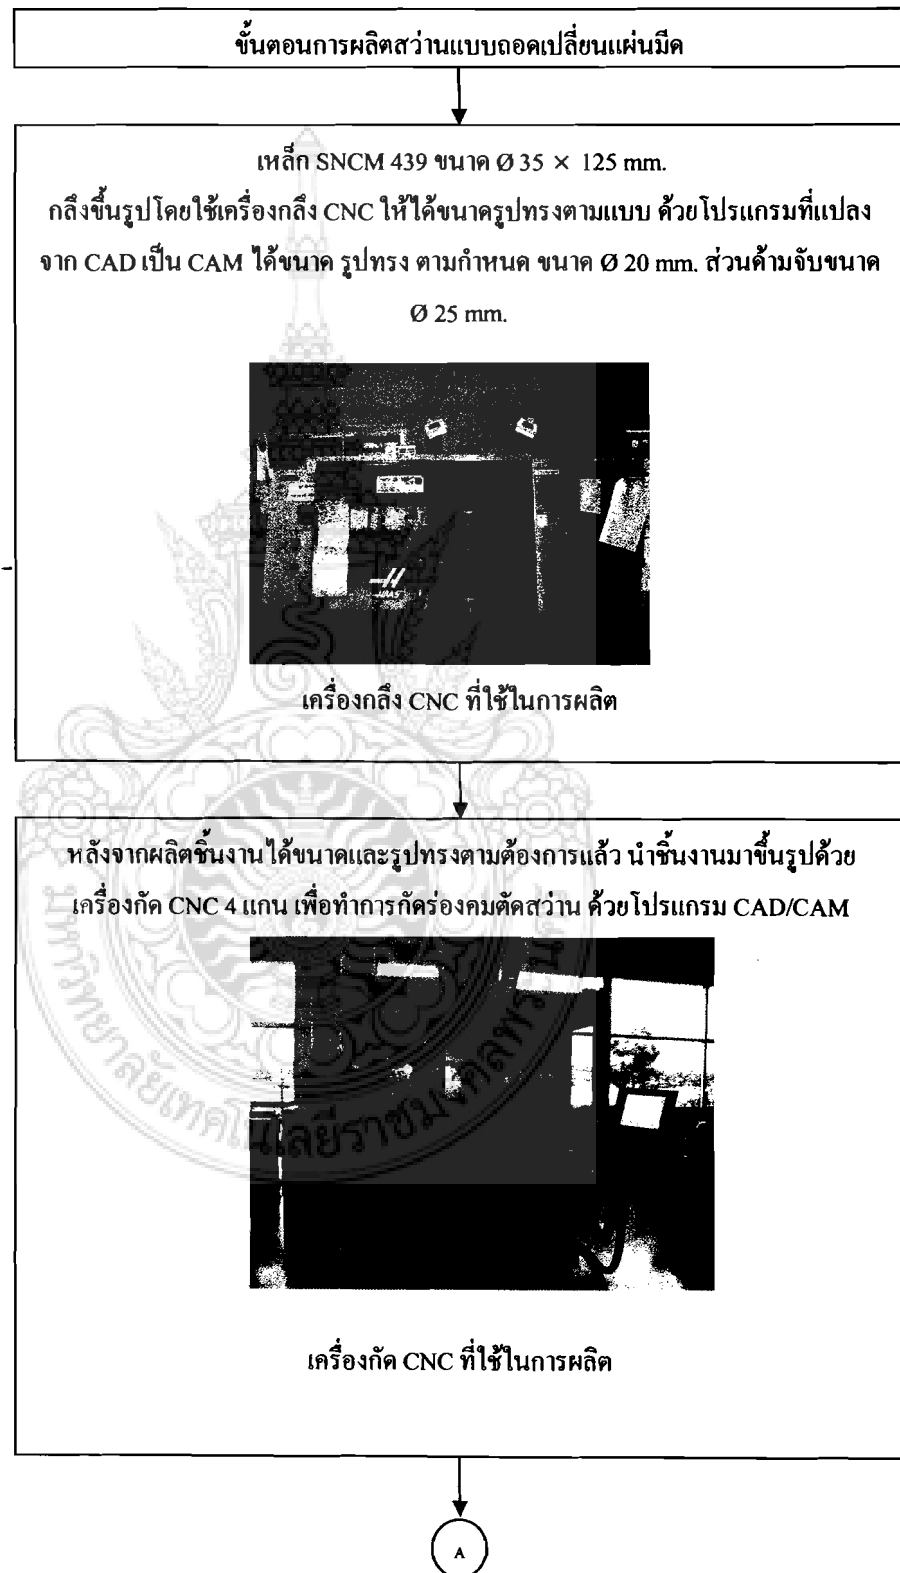 ขั้นตอนการผลิตสว่านแบบถอดเปลี่ยนแผ่นมีด
เหล็ก SNCM 439 ขนาด Ø 35 × 125 mm.
กลึงขึ้นรูปโดยใช้เครื่องกลึง CNC ให้ได้ขนาดรูปทรงตามแบบ ด้วยโปรแกรมที่แปลง
จาก CAD เป็น CAM ได้ขนาด รูปทรง ตามกำหนด ขนาด Ø 20 mm. ส่วนด้ามจับขนาด
Ø 25 mm.
HAAS
เครื่องกลึง CNC ที่ใช้ในการผลิต
หลังจากผลิตชิ้นงานได้ขนาดและรูปทรงตามต้องการแล้ว นำชิ้นงานมาขึ้นรูปด้วย
เครื่องกัด CNC 4 แกน เพื่อทำการกัดร่องคมตัดสว่าน ด้วยโปรแกรม CAD/CAM
เครื่องกัด CNC ที่ใช้ในการผลิต
A